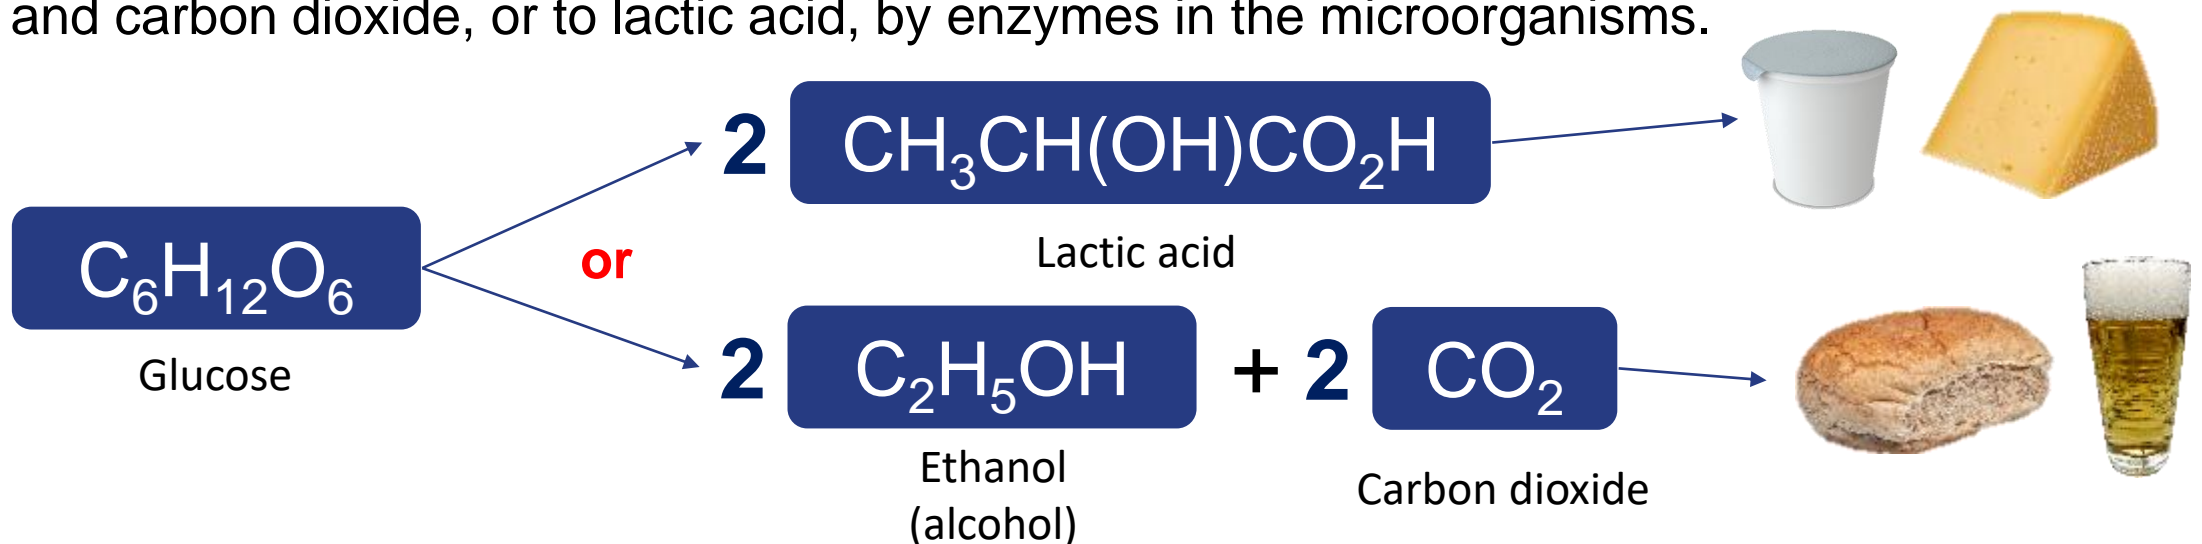 and carbon dioxide, or to lactic acid, by enzymes in the microorganisms.
2 CH₃CH(OH)CO₂H
Lactic acid
or
C₆H₁₂O₆
Glucose
2 C₂H₅OH + 2 CO₂
Ethanol
(alcohol)
Carbon dioxide